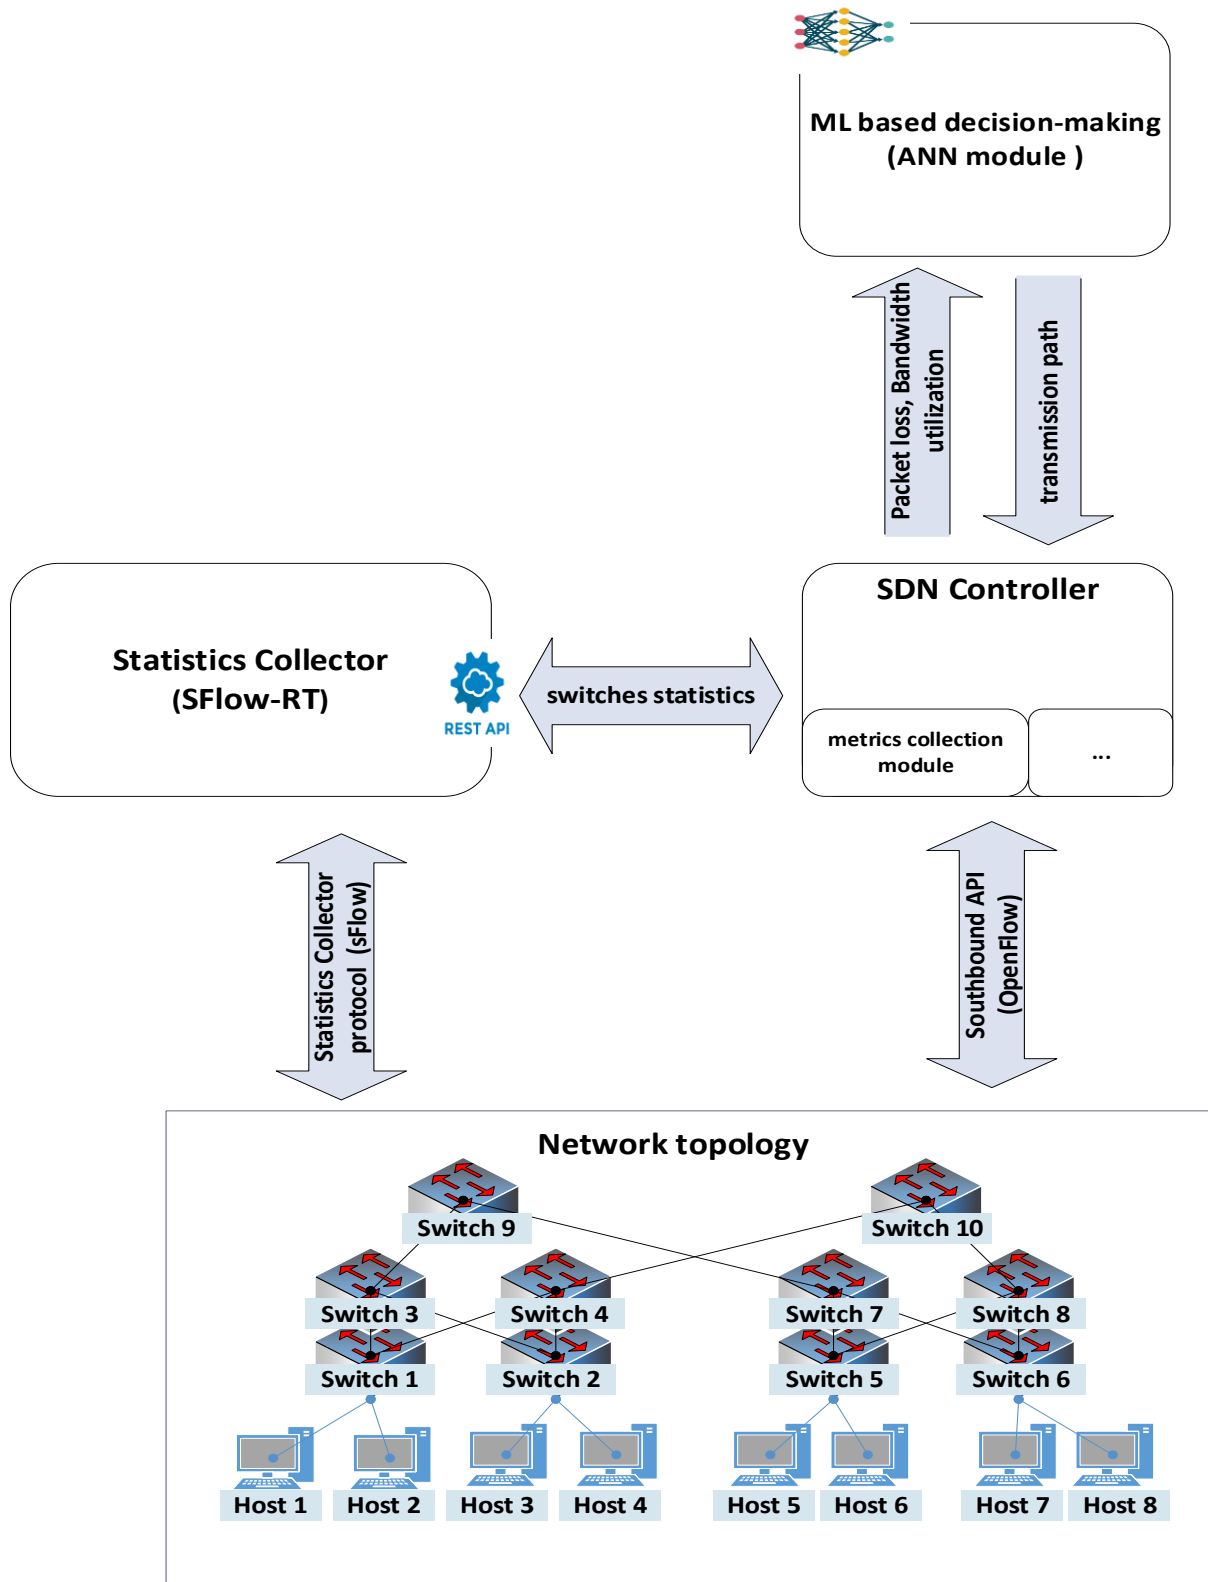 ML based decision-making
(ANN module )
Packet loss, Bandwidth
utilization
transmission path
Statistics Collector
(SFlow-RT)
REST API
switches statistics
SDN Controller
metrics collection
module
...
Statistics Collector
protocol (sFlow)
Southbound API
(OpenFlow)
Network topology
Switch 9
Switch 10
Switch 3
Switch 4
Switch 7
Switch 8
Switch 1
Switch 2
Switch 5
Switch 6
Host 1
Host 2
Host 3
Host 4
Host 5
Host 6
Host 7
Host 8